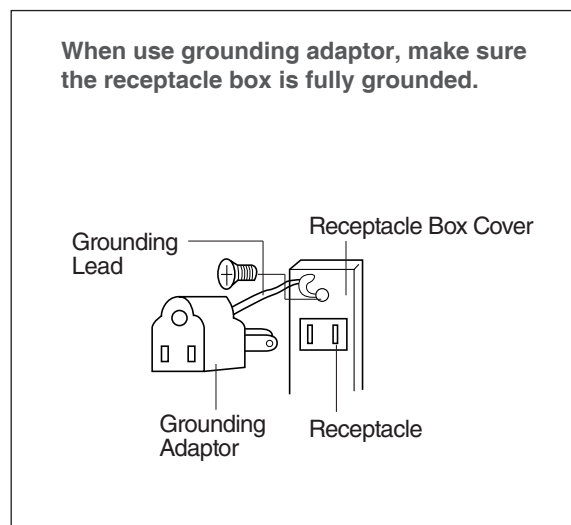 When use grounding adaptor, make sure
the receptacle box is fully grounded.
Receptacle Box Cover
Grounding
Lead
Grounding
Adaptor
Receptacle